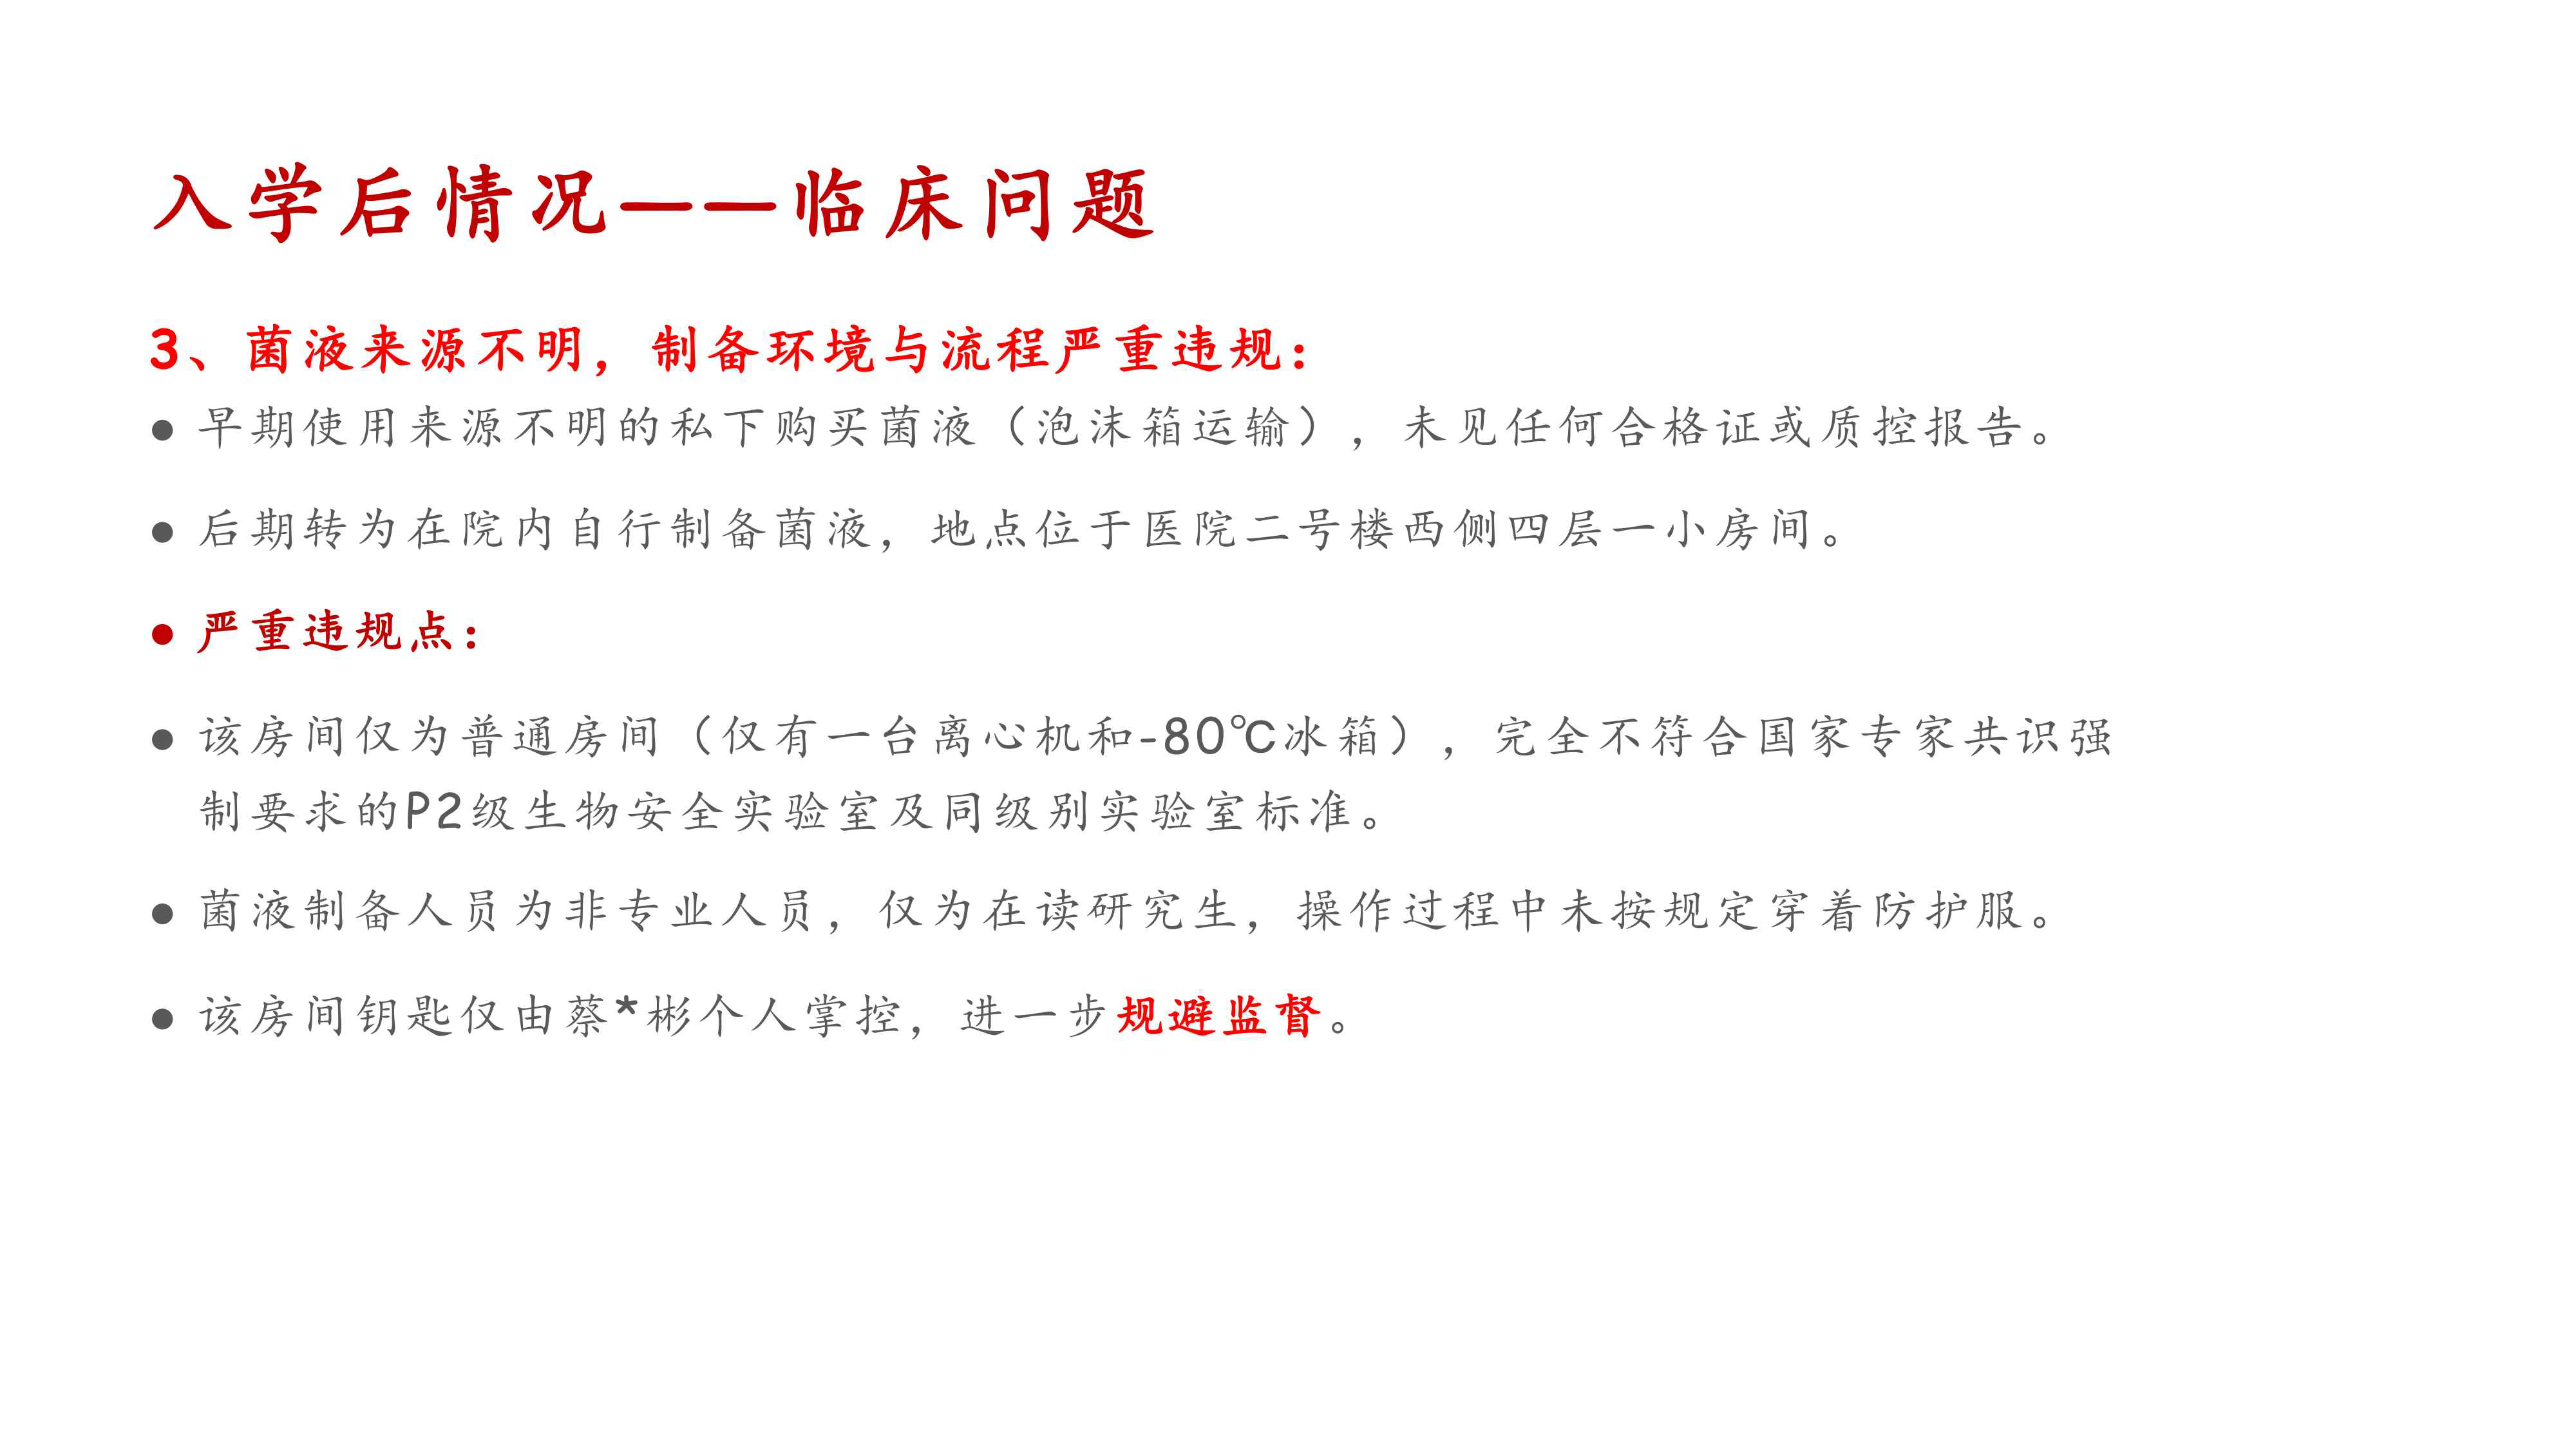 入学后情况——临床问题
3、菌液来源不明，制备环境与流程严重违规：
● 早期使用来源不明的私下购买菌液（泡沫箱运输），未见任何合格证或质控报告。
● 后期转为在院内自行制备菌液，地点位于医院二号楼西侧四层一小房间。
● 严重违规点：
● 该房间仅为普通房间（仅有一台离心机和-80℃冰箱），完全不符合国家专家共识强
制要求的P2级生物安全实验室及同级别实验室标准。
● 菌液制备人员为非专业人员，仅为在读研究生，操作过程中未按规定穿着防护服。
● 该房间钥匙仅由蔡*彬个人掌控，进一步规避监督。